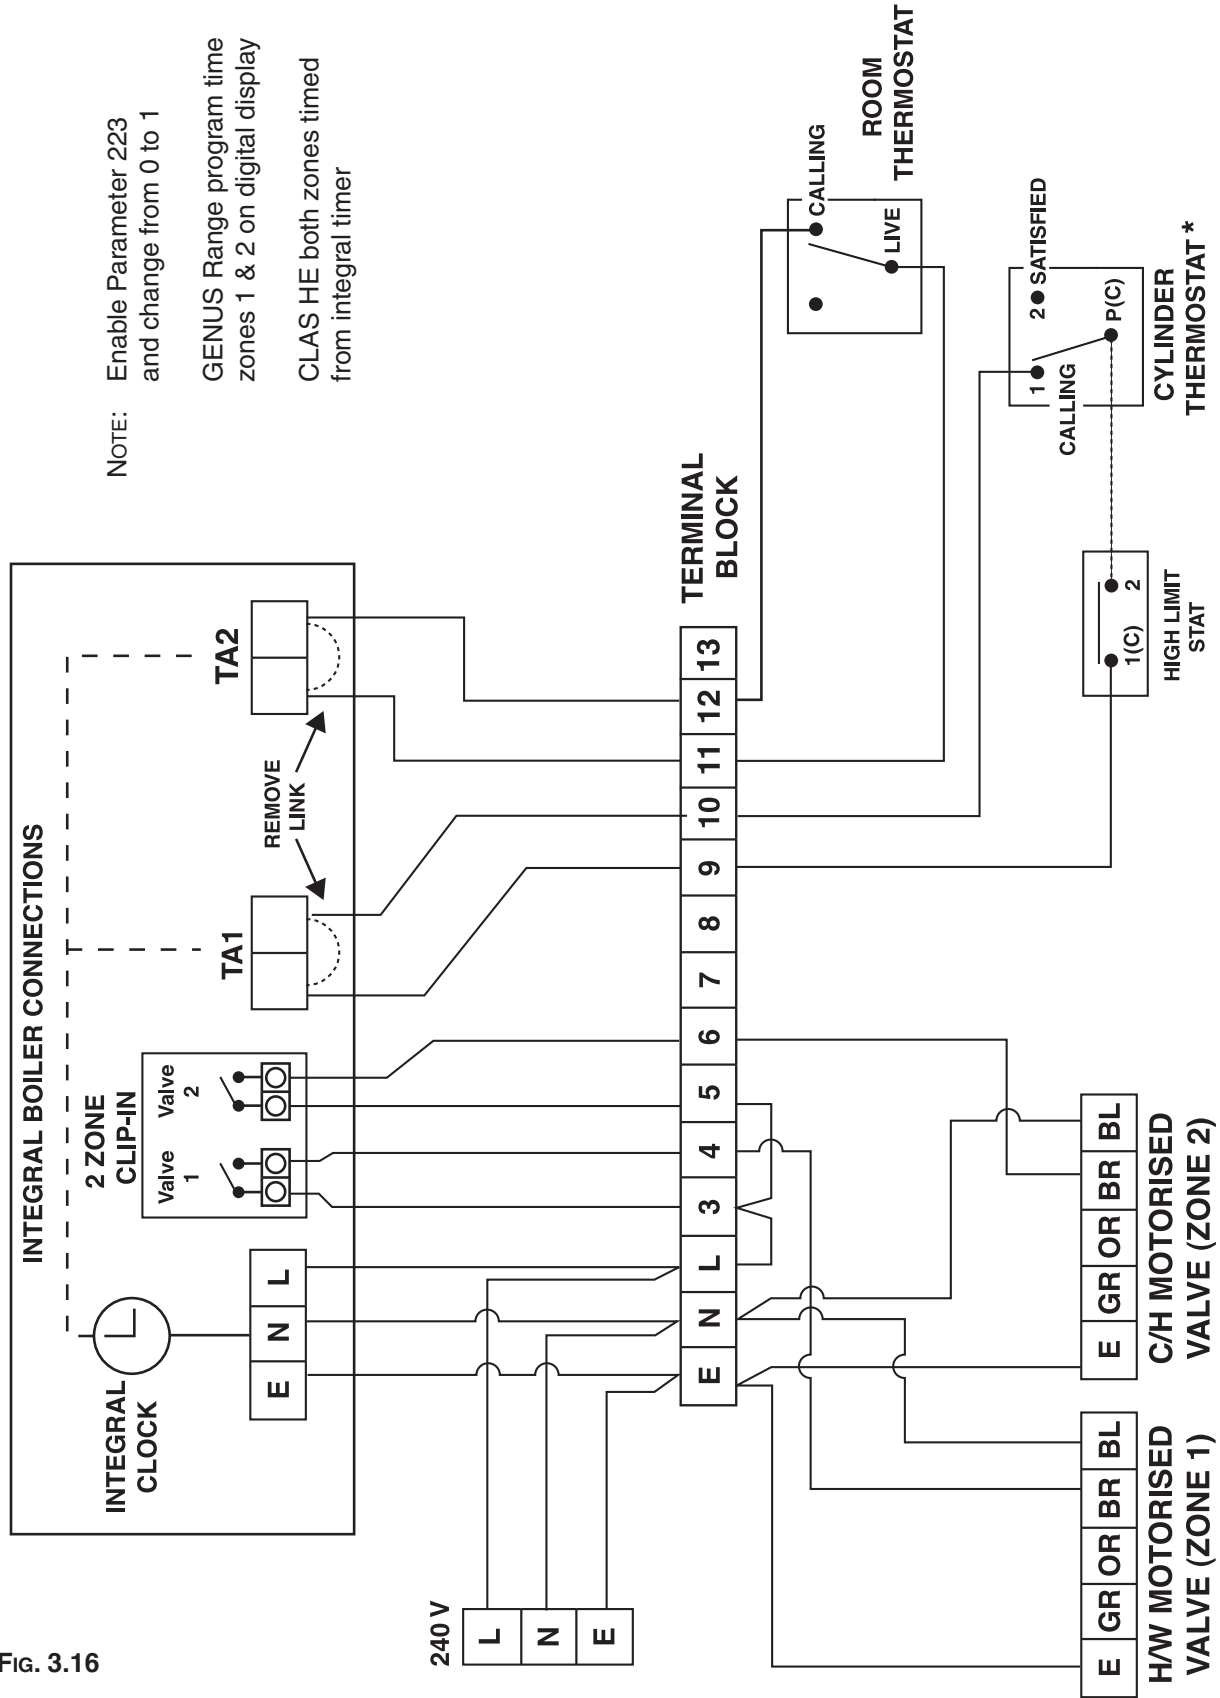 INTEGRAL BOILER CONNECTIONS
INTEGRAL
CLOCK
E N L
2 ZONE
CLIP-IN
Valve
1
Valve
2
TA1
REMOVE
LINK
TA2
NOTE: Enable Parameter 223
and change from 0 to 1
GENUS Range program time
zones 1 & 2 on digital display
CLAS HE both zones timed
from integral timer
240 V
L
N
E
TERMINAL
BLOCK
E N L 3 4 5 6 7 8 9 10 11 12 13
CALLING
LIVE
ROOM
THERMOSTAT
1
CALLING
2 SATISFIED
P(C)
CYLINDER
THERMOSTAT *
1(C) 2
HIGH LIMIT
STAT
E GR OR BR BL
H/W MOTORISED
VALVE (ZONE 1)
E GR OR BR BL
C/H MOTORISED
VALVE (ZONE 2)
FIG. 3.16